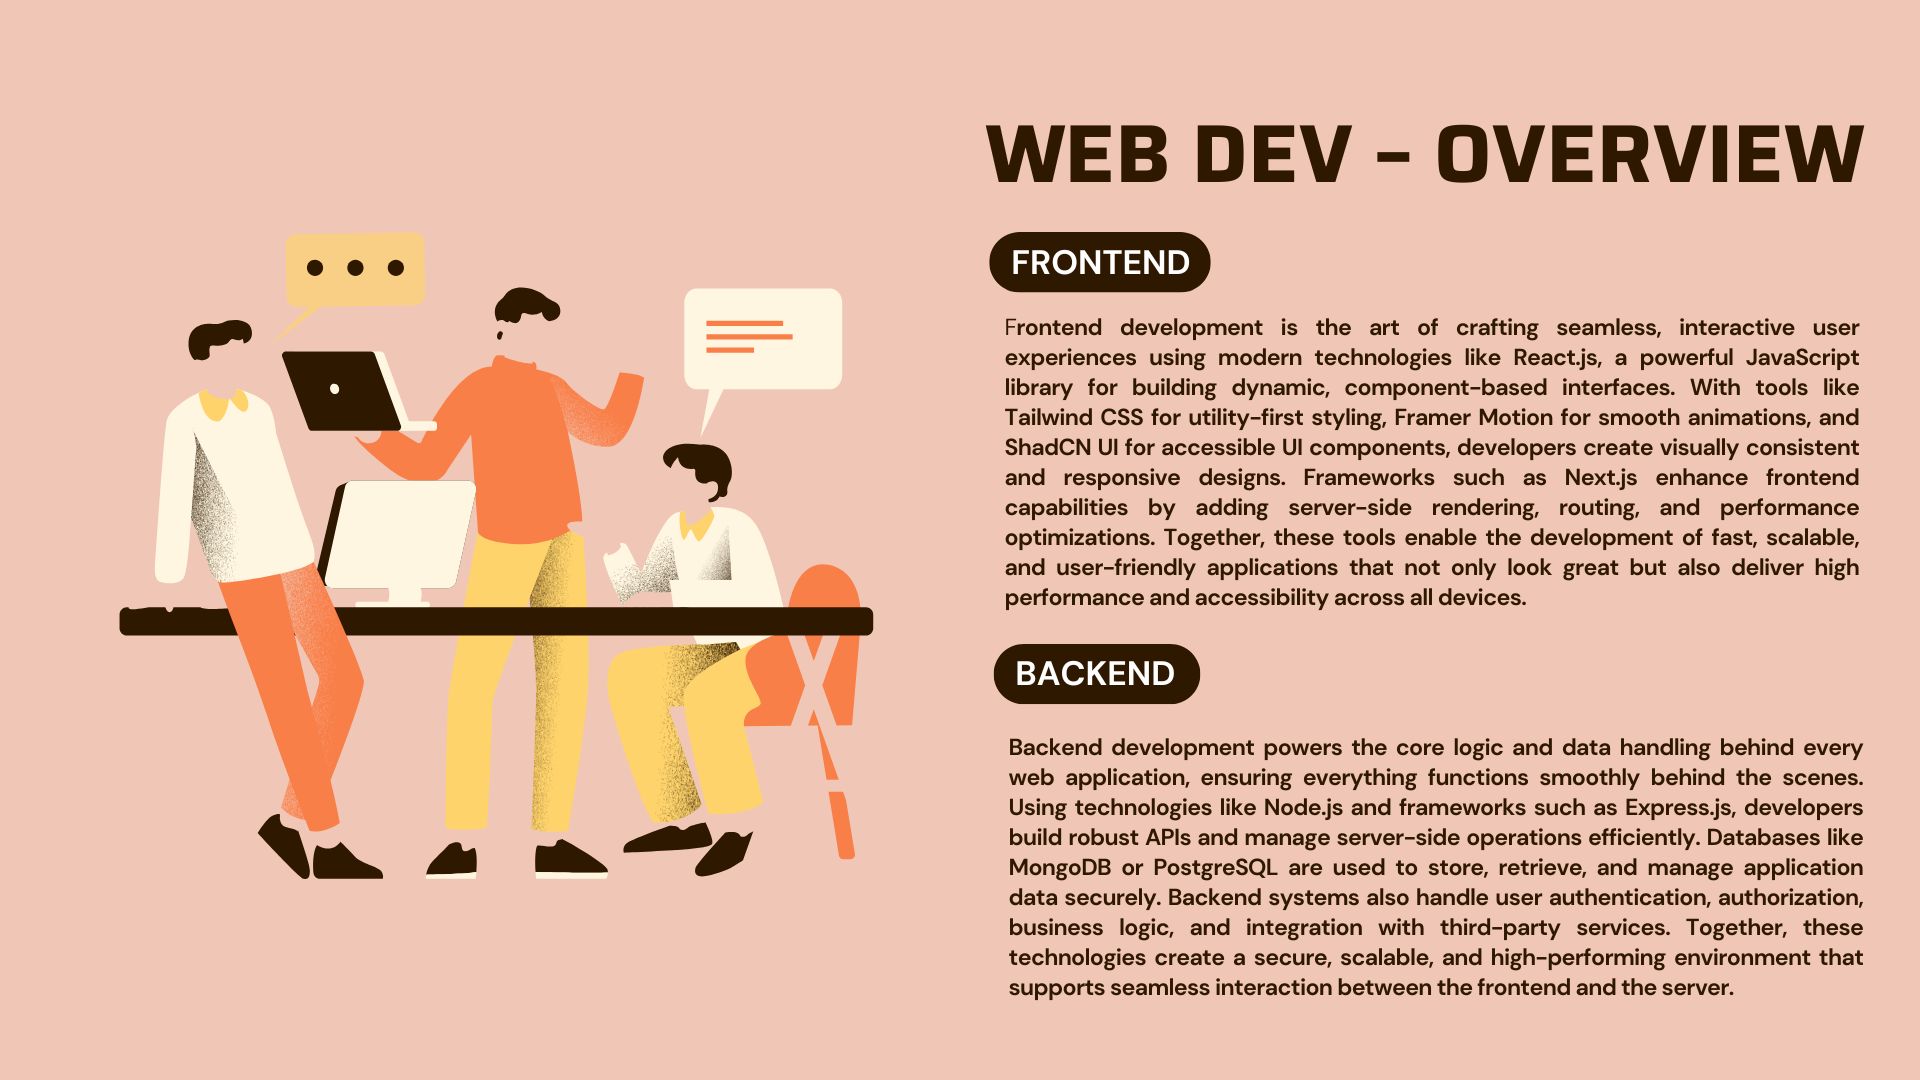 WEB DEV – OVERVIEW
FRONTEND
Frontend development is the art of crafting seamless, interactive user
experiences using modern technologies like React.js, a powerful JavaScript
library for building dynamic, component-based interfaces. With tools like
Tailwind CSS for utility-first styling, Framer Motion for smooth animations, and
ShadCN UI for accessible UI components, developers create visually consistent
and responsive designs. Frameworks such as Next.js enhance frontend
capabilities by adding server-side rendering, routing, and performance
optimizations. Together, these tools enable the development of fast, scalable,
and user-friendly applications that not only look great but also deliver high
performance and accessibility across all devices.
BACKEND
Backend development powers the core logic and data handling behind every
web application, ensuring everything functions smoothly behind the scenes.
Using technologies like Node.js and frameworks such as Express.js, developers
build robust APIs and manage server-side operations efficiently. Databases like
MongoDB or PostgreSQL are used to store, retrieve, and manage application
data securely. Backend systems also handle user authentication, authorization,
business logic, and integration with third-party services. Together, these
technologies create a secure, scalable, and high-performing environment that
supports seamless interaction between the frontend and the server.